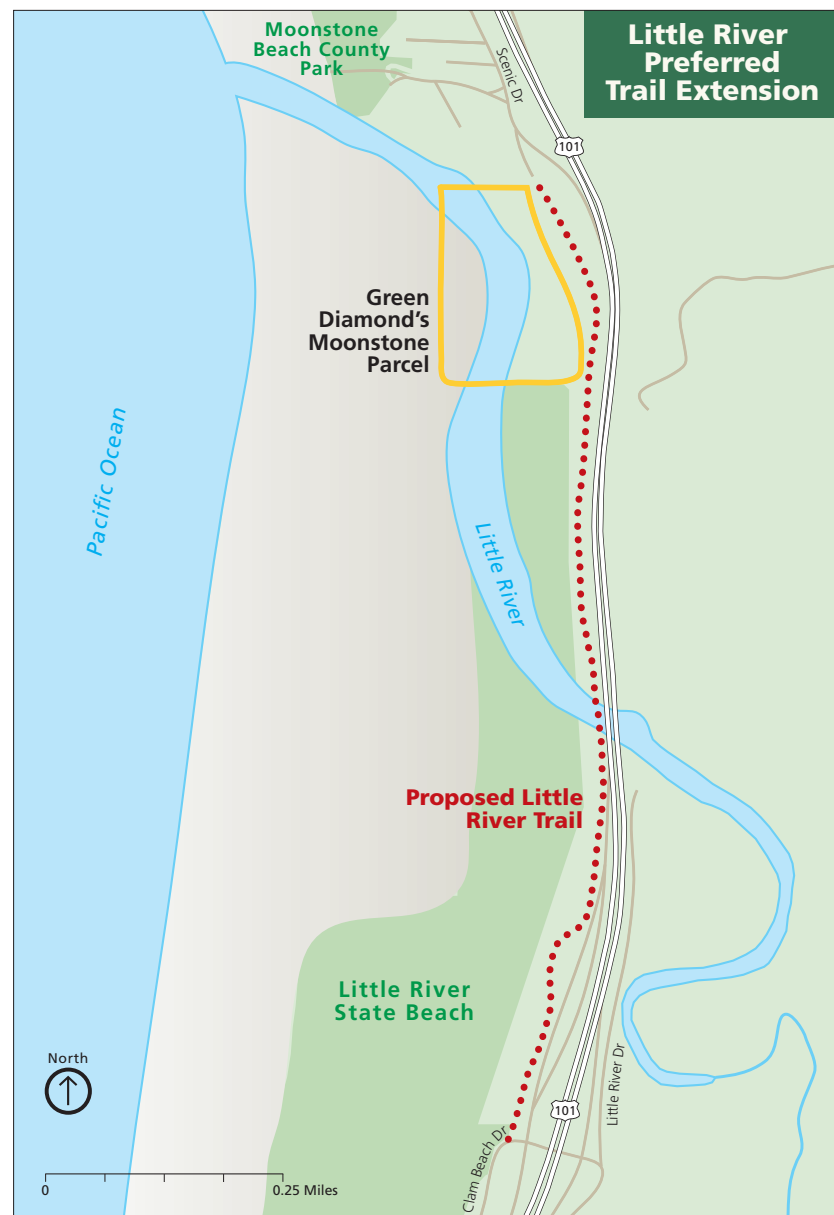 Little River
Preferred
Trail Extension
Moonstone
Beach County
Park
Scenic Dr
101
Green
Diamond's
Moonstone
Parcel
Pacific Ocean
Little River
Proposed Little
River Trail
Little River
State Beach
North
Little River Dr
101
Clam Beach Dr
0
0.25 Miles